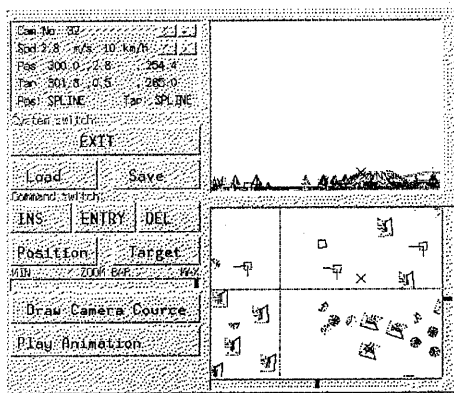 Cam No  32
Spd 2.8  m/s  10 km/h
Pos  300.0 , 2.8 , 254.4
Tar  301.8 , 0.5 , 265.0
Pos: SPLINE  Tar: SPLINE
System switch
EXIT
Load  Save
Command switch
INS  ENTRY  DEL
Position  Target
MIN  ZOOM BAR  MAX
Draw Camera Cource
Play Animation